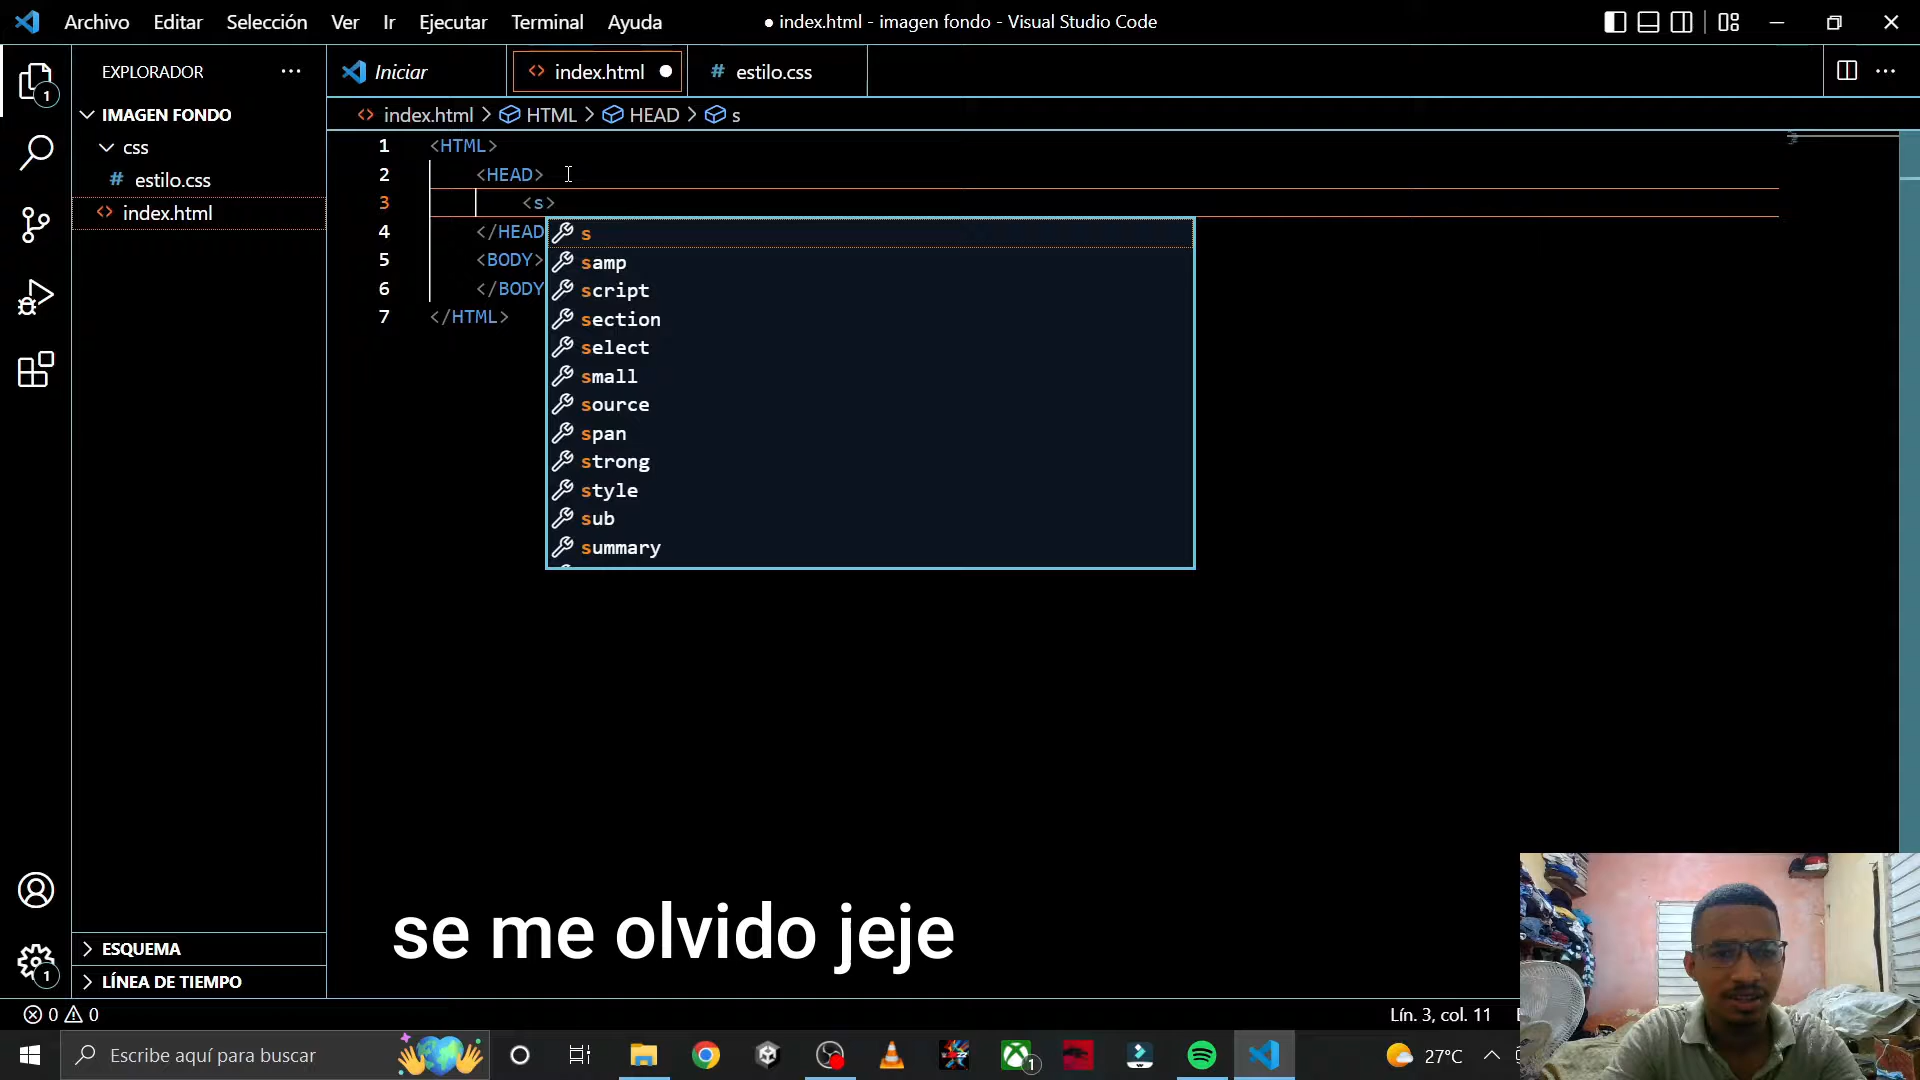 Archivo Editar Selección Ver Ir Ejecutar Terminal Ayuda
● index.html - imagen fondo - Visual Studio Code
EXPLORADOR
Iniciar
<> index.html ●
# estilo.css
1
IMAGEN FONDO
css
# estilo.css
<> index.html
<> index.html > HTML > HEAD > s
1 <HTML>
2 <HEAD>
3 <s>
4 </HEAD
5 <BODY>
6 </BODY
7 </HTML>
s
samp
script
section
select
small
source
span
strong
style
sub
summary
se me olvido jeje
1
ESQUEMA
LÍNEA DE TIEMPO
0 0
Lín. 3, col. 11
Escribe aquí para buscar
1
27°C